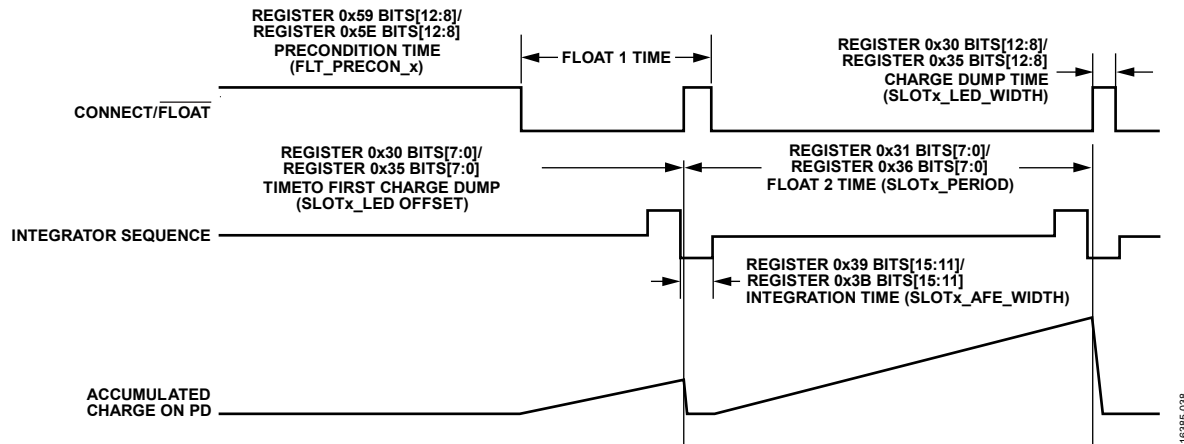 REGISTER 0x59 BITS[12:8]/
REGISTER 0x5E BITS[12:8]
PRECONDITION TIME
(FLT_PRECON_x)
FLOAT 1 TIME
REGISTER 0x30 BITS[12:8]/
REGISTER 0x35 BITS[12:8]
CHARGE DUMP TIME
(SLOTx_LED_WIDTH)
CONNECT/FLOAT
REGISTER 0x30 BITS[7:0]/
REGISTER 0x35 BITS[7:0]
TIMETO FIRST CHARGE DUMP
(SLOTx_LED OFFSET)
REGISTER 0x31 BITS[7:0]/
REGISTER 0x36 BITS[7:0]
FLOAT 2 TIME (SLOTx_PERIOD)
INTEGRATOR SEQUENCE
REGISTER 0x39 BITS[15:11]/
REGISTER 0x3B BITS[15:11]
INTEGRATION TIME (SLOTx_AFE_WIDTH)
ACCUMULATED
CHARGE ON PD
16385-038